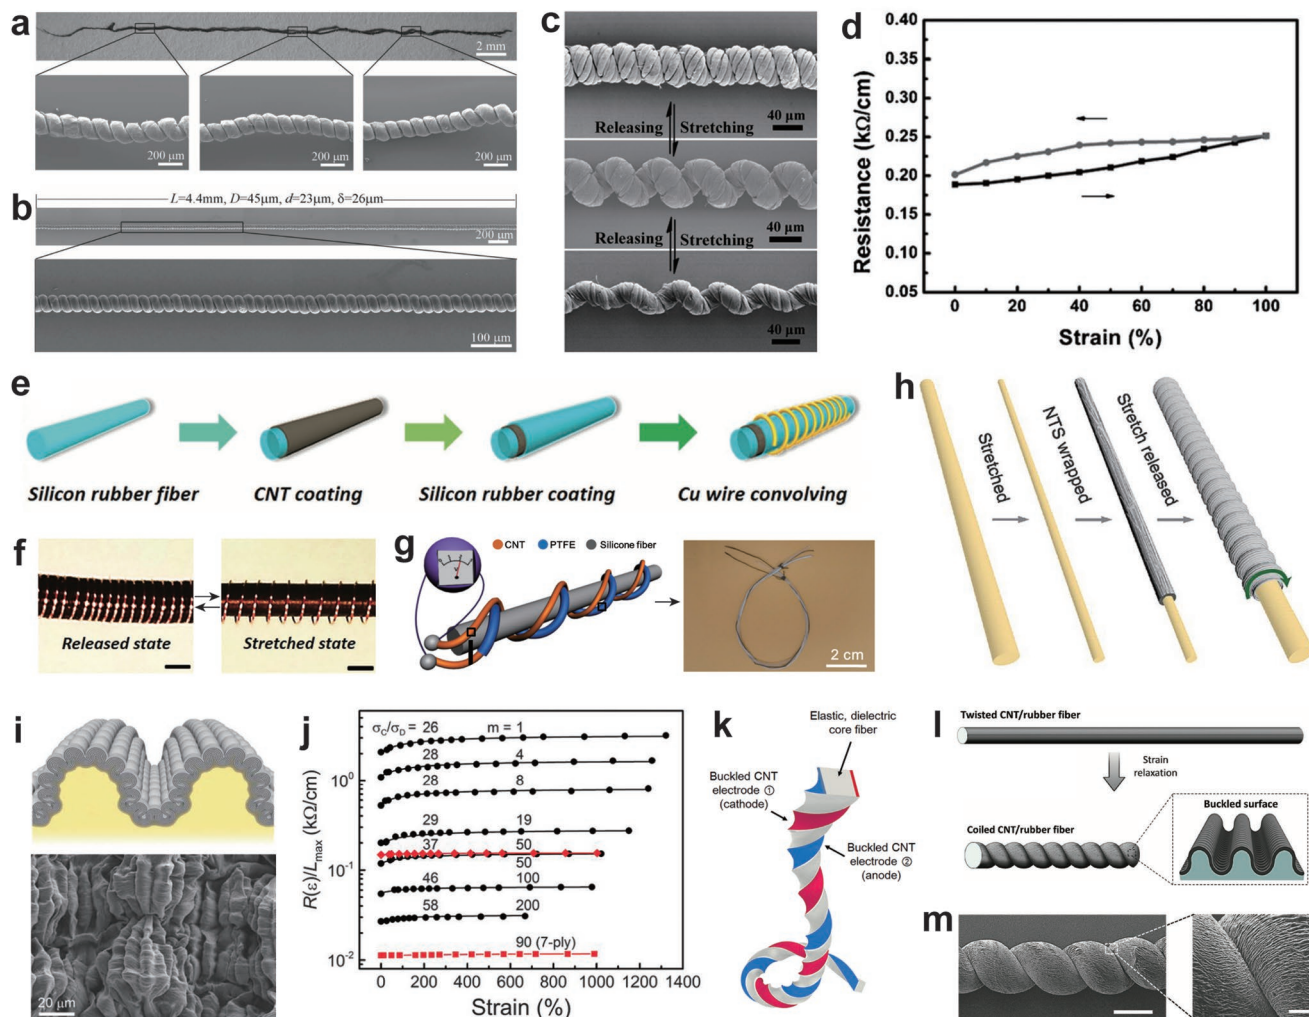 a
2 mm
200 μm
200 μm
200 μm
b
L=4.4mm, D=45μm, d=23μm, δ=26μm
200 μm
100 μm
c
Releasing Stretching
40 μm
Releasing Stretching
40 μm
40 μm
d
Resistance (kΩ/cm)
0.40
0.35
0.30
0.25
0.20
0.15
0.10
0.05
0 20 40 60 80 100
Strain (%)
e
Silicon rubber fiber
CNT coating
Silicon rubber coating
Cu wire convolving
f
Released state
Stretched state
g
CNT PTFE Silicone fiber
2 cm
h
Stretched
NTS wrapped
Stretch released
i
20 μm
j
R(ε)/Lmax (kΩ/cm)
10⁰
10⁻¹
10⁻²
σC/σD = 26 m = 1
28 4
28 8
29 19
37 50
50
46 100
58 200
90 (7-ply)
0 200 400 600 800 1000 1200 1400
Strain (%)
k
Elastic, dielectric
core fiber
Buckled CNT
electrode ①
(cathode)
Buckled CNT
electrode ②
(anode)
l
Twisted CNT/rubber fiber
Strain
relaxation
Coiled CNT/rubber fiber
Buckled surface
m